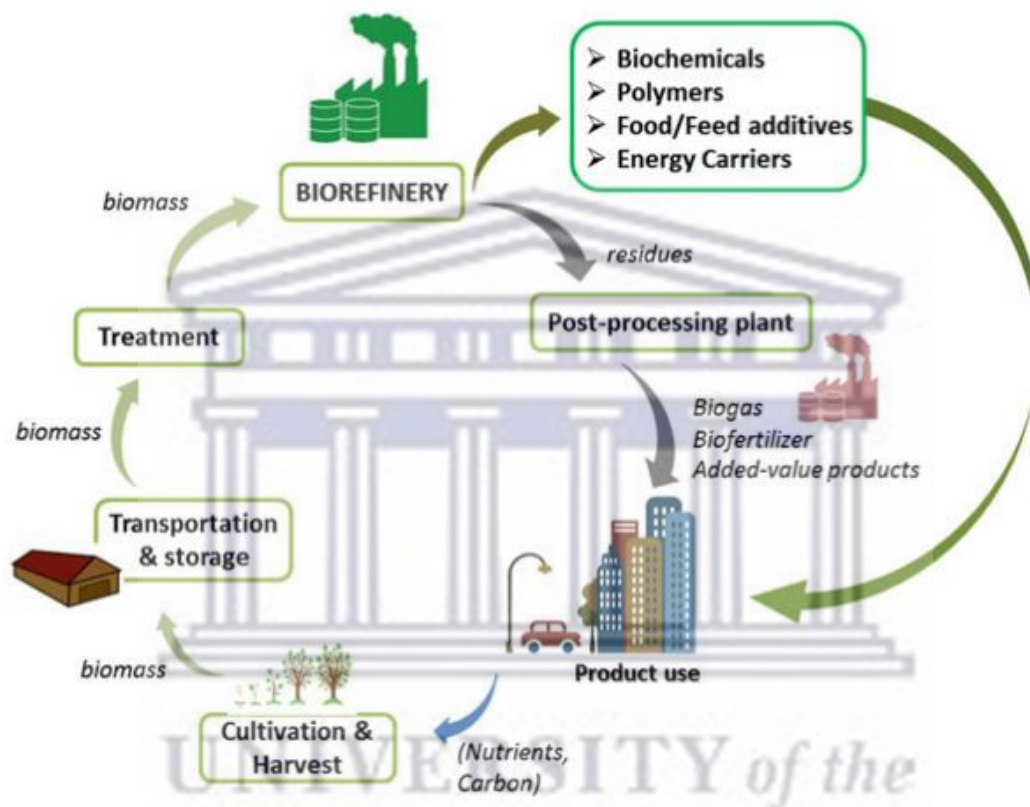 Biochemicals
Polymers
Food/Feed additives
Energy Carriers
BIOREFINERY
biomass
residues
Treatment
Post-processing plant
biomass
Biogas
Biofertilizer
Added-value products
Transportation
& storage
biomass
Product use
Cultivation &
Harvest
(Nutrients,
Carbon)
UNIVERSITY of the